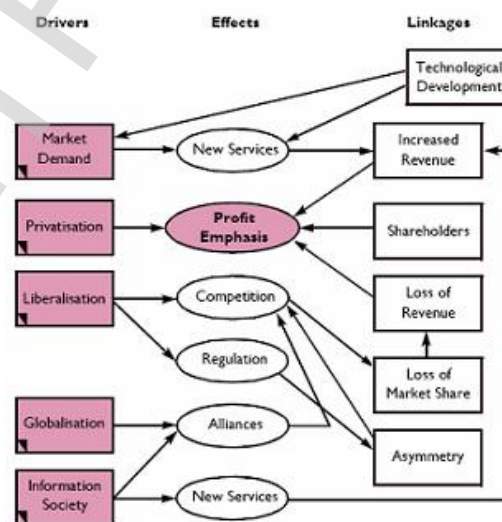 Drivers
Effects
Linkages
Technological
Development
Market
Demand
New Services
Increased
Revenue
Privatisation
Profit
Emphasis
Shareholders
Liberalisation
Competition
Loss of
Revenue
Regulation
Loss of
Market Share
Globalisation
Alliances
Asymmetry
Information
Society
New Services